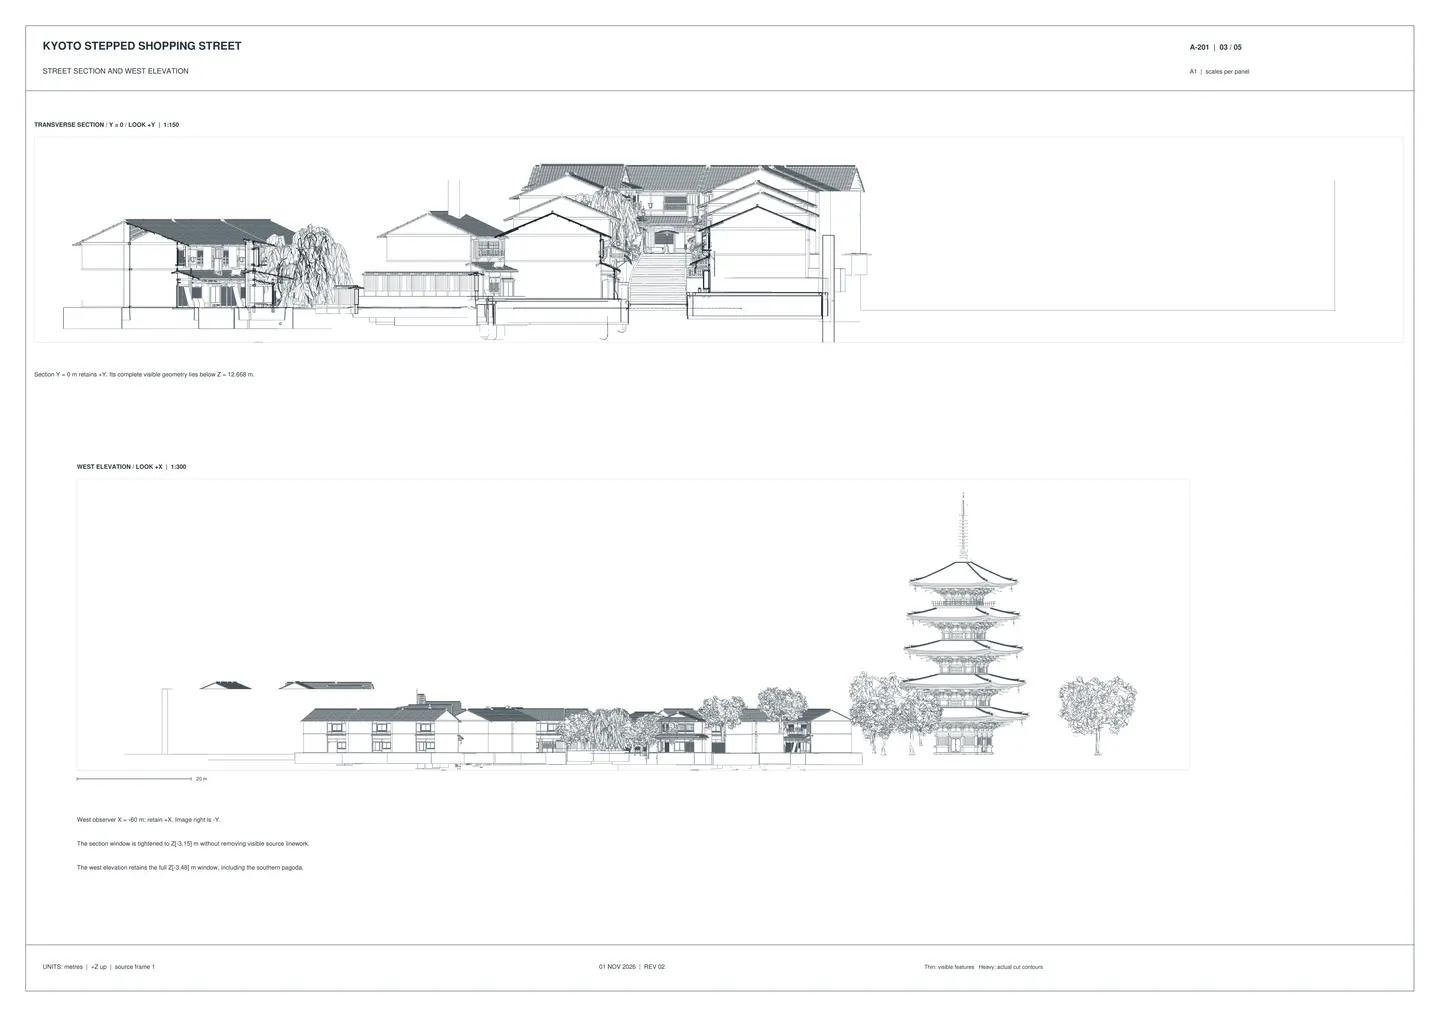 KYOTO STEPPED SHOPPING STREET
A-201 | 03 / 05
STREET SECTION AND WEST ELEVATION
A1 | scales per panel
TRANSVERSE SECTION / Y = 0 / LOOK +Y | 1:150
Section Y = 0 m retains +Y. Its complete visible geometry lies below Z = 12.668 m.
WEST ELEVATION / LOOK +X | 1:300
20 m
West observer X = -60 m; retain +X. Image right is -Y.
The section window is tightened to Z[-3,15] m without removing visible source linework.
The west elevation retains the full Z[-3,48] m window, including the southern pagoda.
UNITS: metres | +Z up | source frame 1
01 NOV 2026 | REV 02
Thin: visible features Heavy: actual cut contours